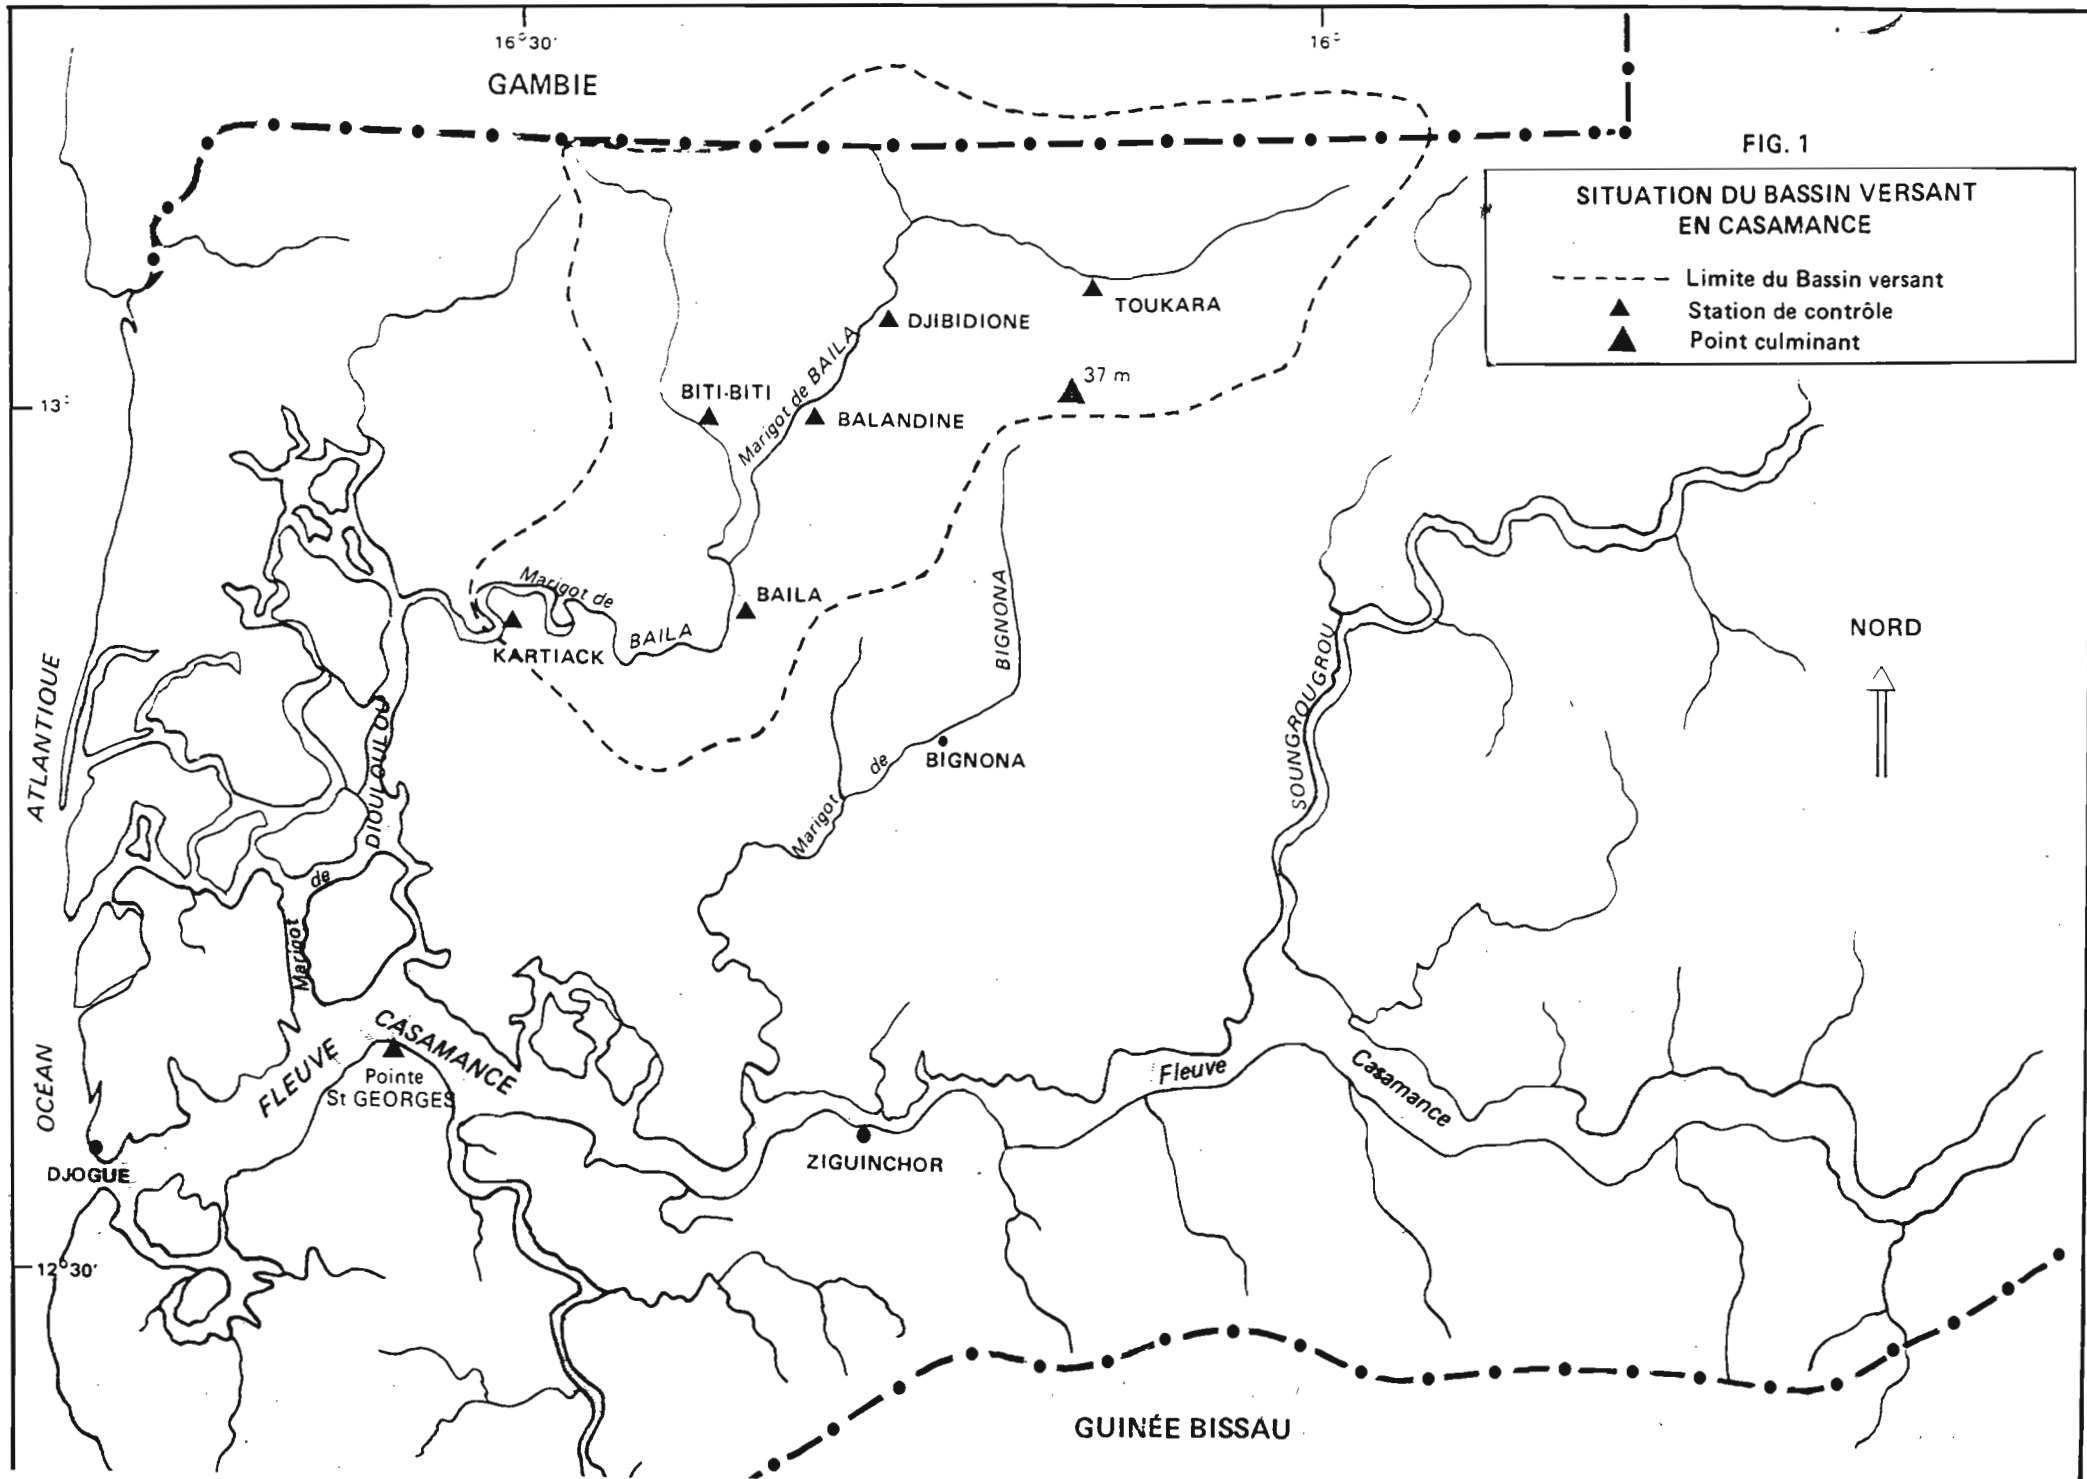 16°30'
16°
GAMBIE
FIG. 1
SITUATION DU BASSIN VERSANT
EN CASAMANCE
Limite du Bassin versant
Station de contrôle
Point culminant
TOUKARA
DJIBIDIONE
37 m
BITI-BITI
Marigot de BAILA
BALANDINE
13°
Marigot de
BAILA
BAILA
KARTIACK
BIGNONA
NORD
SOUNGROUGROU
ATLANTIQUE
DIOULOULOU
de
BIGNONA
Marigot
de
Marigot
CASAMANCE
FLEUVE
Pointe
St GEORGES
Fleuve
Casamance
OCÉAN
DJOGUE
ZIGUINCHOR
12°30'
GUINÉE BISSAU